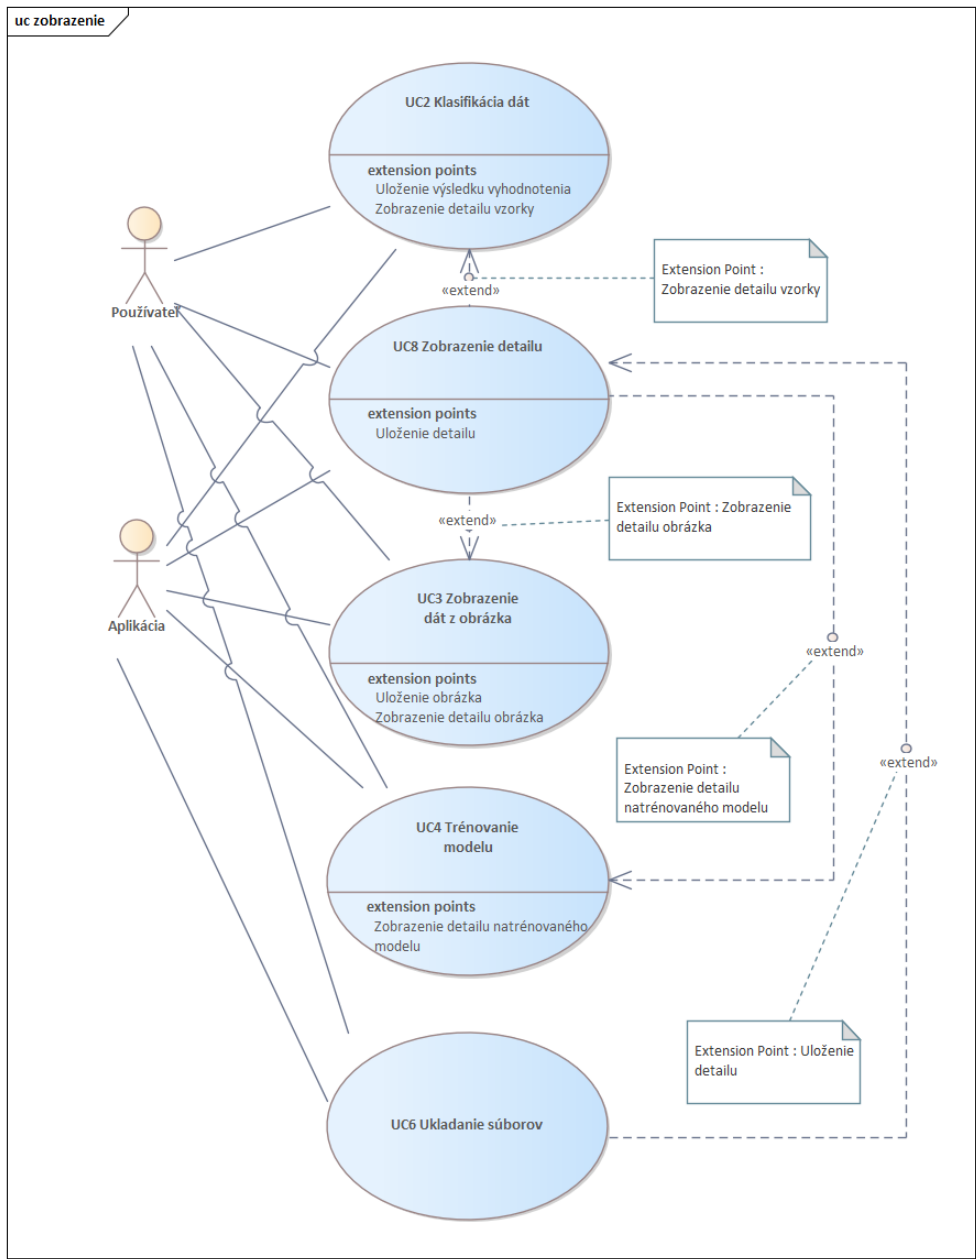 uc zobrazenie
UC2 Klasifikácia dát
extension points
Uloženie výsledku vyhodnotenia
Zobrazenie detailu vzorky
Používateľ
Extension Point :
Zobrazenie detailu vzorky
«extend»
UC8 Zobrazenie detailu
extension points
Uloženie detailu
Extension Point : Zobrazenie
detailu obrázka
«extend»
Aplikácia
UC3 Zobrazenie
dát z obrázka
extension points
Uloženie obrázka
Zobrazenie detailu obrázka
«extend»
Extension Point :
Zobrazenie detailu
natrénovaného modelu
«extend»
UC4 Trénovanie
modelu
extension points
Zobrazenie detailu natrénovaného
modelu
Extension Point : Uloženie
detailu
UC6 Ukladanie súborov